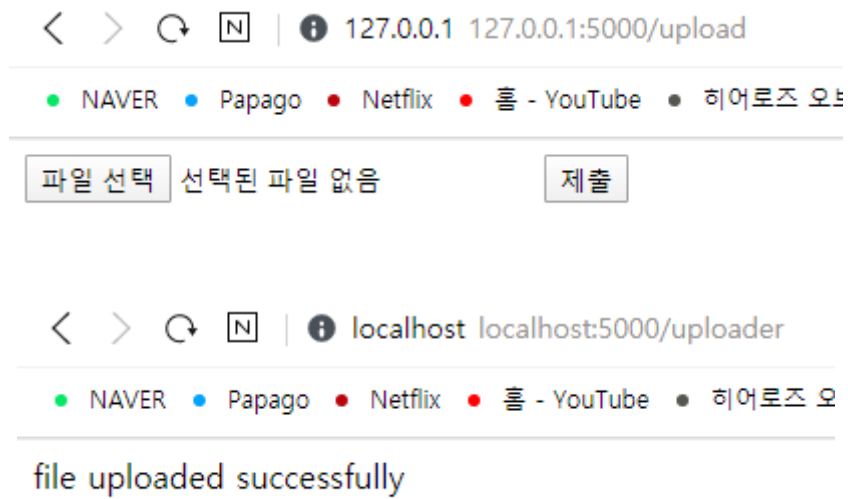 127.0.0.1 127.0.0.1:5000/upload
NAVER Papago Netflix 홈 - YouTube 히어로즈
파일 선택 선택된 파일 없음 제출
localhost localhost:5000/uploader
NAVER Papago Netflix 홈 - YouTube 히어로즈 오
file uploaded successfully